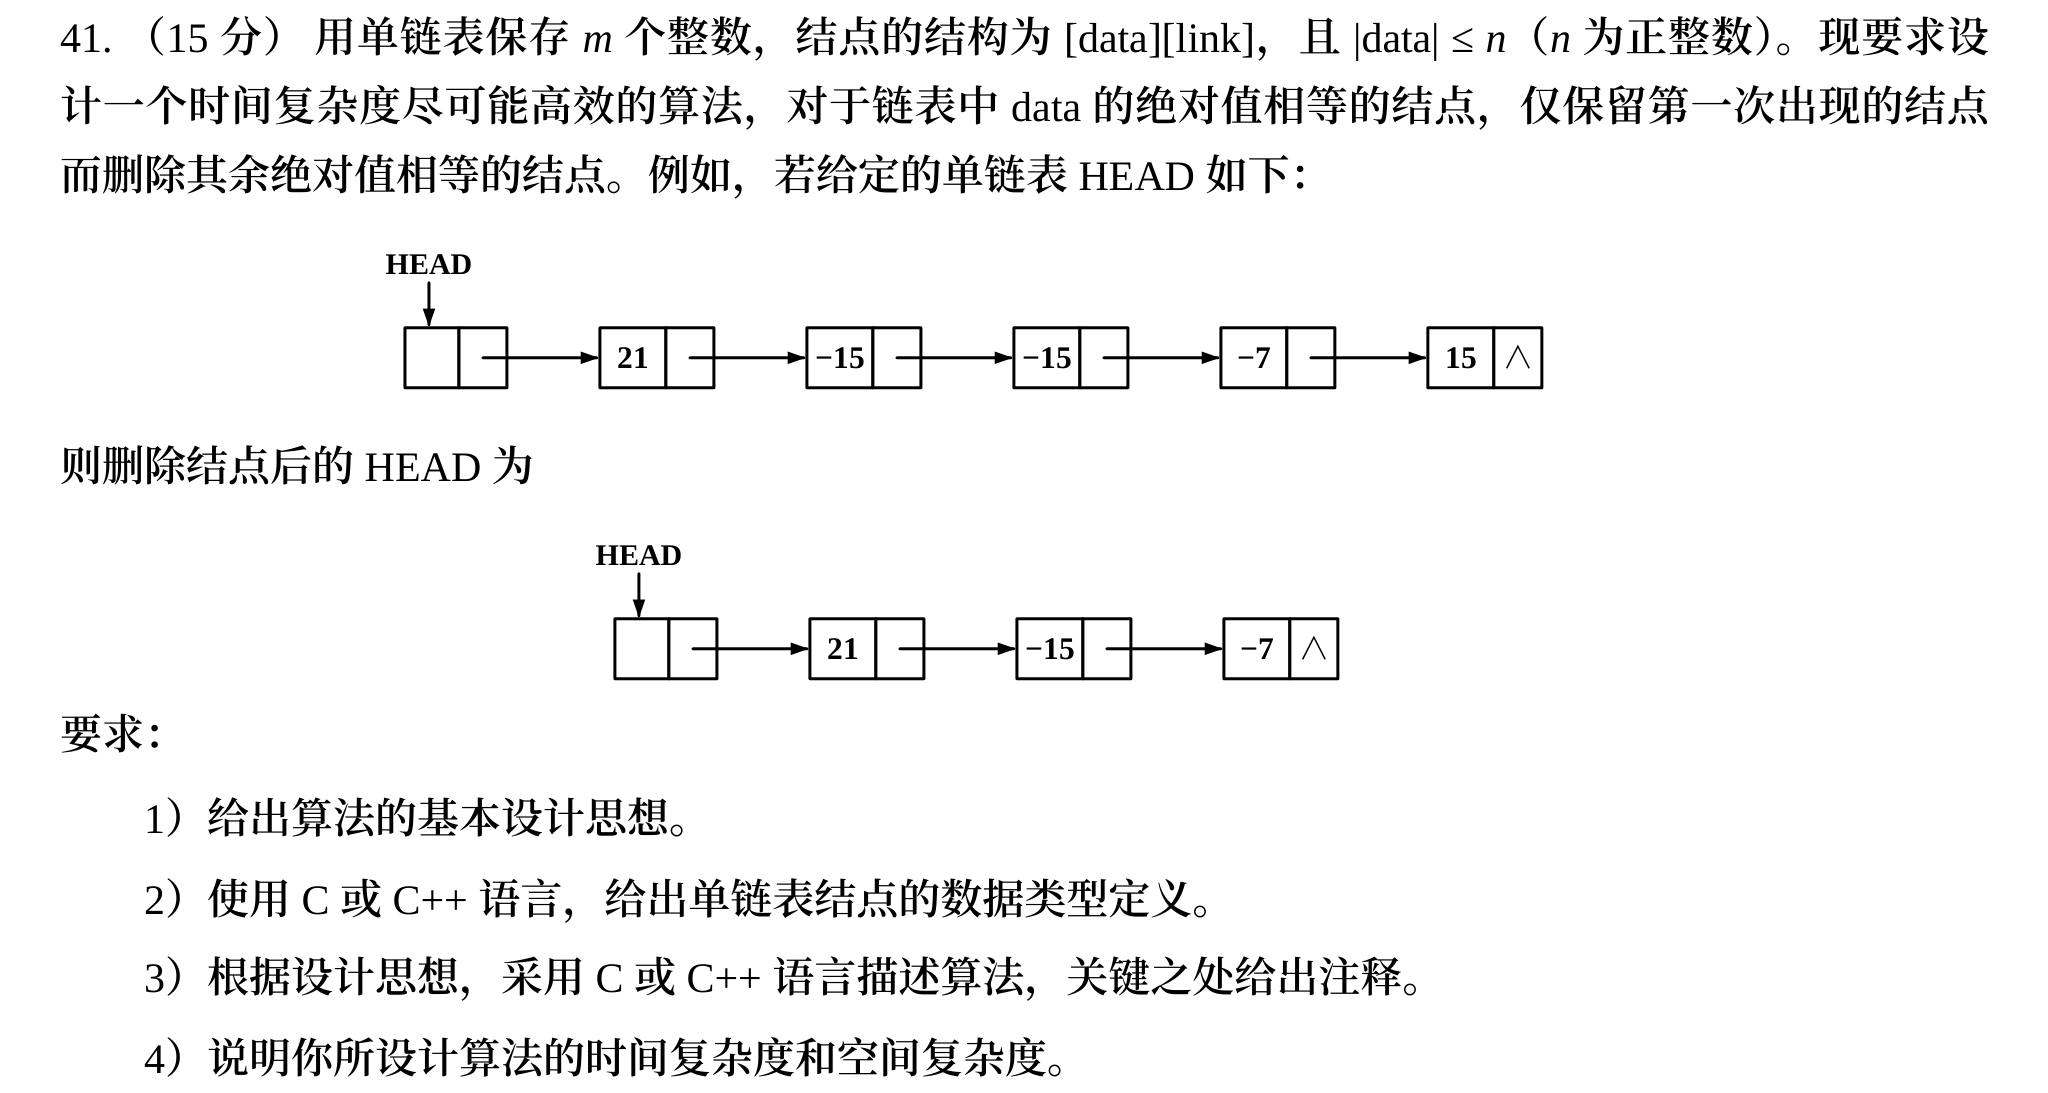 41. （15 分） 用单链表保存 m 个整数，结点的结构为 [data][link]，且 |data| ≤ n（n 为正整数）。现要求设
计一个时间复杂度尽可能高效的算法，对于链表中 data 的绝对值相等的结点，仅保留第一次出现的结点
而删除其余绝对值相等的结点。例如，若给定的单链表 HEAD 如下：
HEAD
21 −15 −15 −7 15 ∧
则删除结点后的 HEAD 为
HEAD
21 −15 −7 ∧
要求：
1）给出算法的基本设计思想。
2）使用 C 或 C++ 语言，给出单链表结点的数据类型定义。
3）根据设计思想，采用 C 或 C++ 语言描述算法，关键之处给出注释。
4）说明你所设计算法的时间复杂度和空间复杂度。